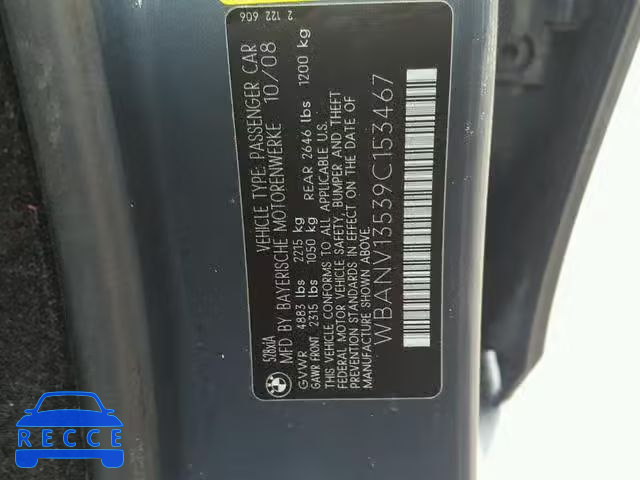 528xiA
VEHICLE TYPE: PASSENGER CAR
MFD BY BAYERISCHE MOTORENWERKE 10/08
GVWR 4883 lbs 2215 kg
GAWR FRONT 2315 lbs 1050 kg REAR 2646 lbs 1200 kg
THIS VEHICLE CONFORMS TO ALL APPLICABLE U.S.
FEDERAL MOTOR VEHICLE SAFETY, BUMPER AND THEFT
PREVENTION STANDARDS IN EFFECT ON THE DATE OF
MANUFACTURE SHOWN ABOVE.
WBANV13539C153467
2 122 606
RECCE